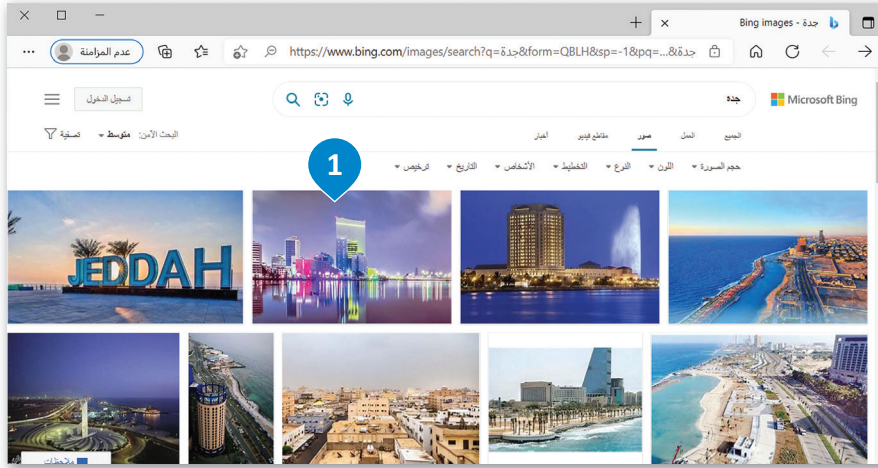 جدة - Bing images
https://www.bing.com/images/search?q=جدة&form=QBLH&sp=-1&pq=...&جدة
عدم المزامنة
Microsoft Bing
جدة
تسجيل الدخول
الجميع العمل صور مقاطع فيديو أخبار
البحث الآمن: متوسط تصفية
حجم الصورة اللون النوع التخطيط الأشخاص التاريخ ترخيص
1
JEDDAH
ملاحظات